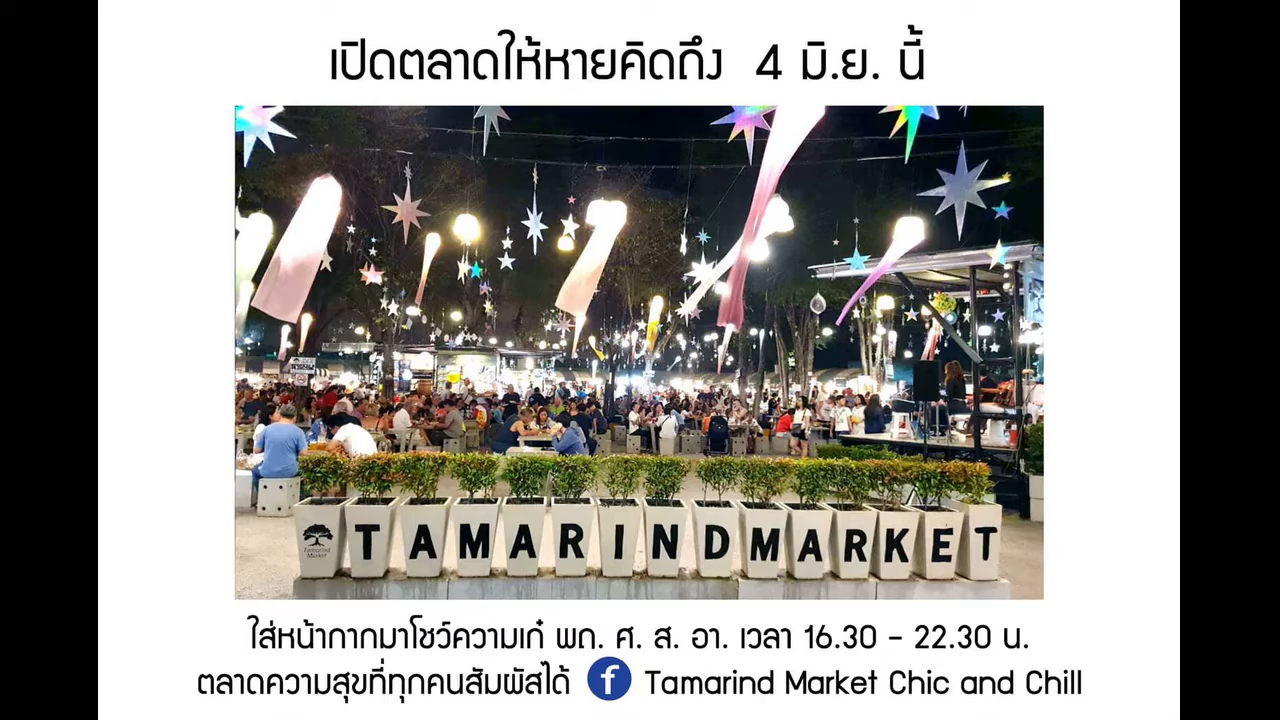 เปิดตลาดให้หายคิดถึง 4 มิ.ย. นี้
Tamarind
Market
TAMARINDMARKET
ใส่หน้ากากมาโชว์ความเก๋ พฤ. ศ. ส. อา. เวลา 16.30 - 22.30 น.
ตลาดความสุขที่ทุกคนสัมผัสได้ f Tamarind Market Chic and Chill